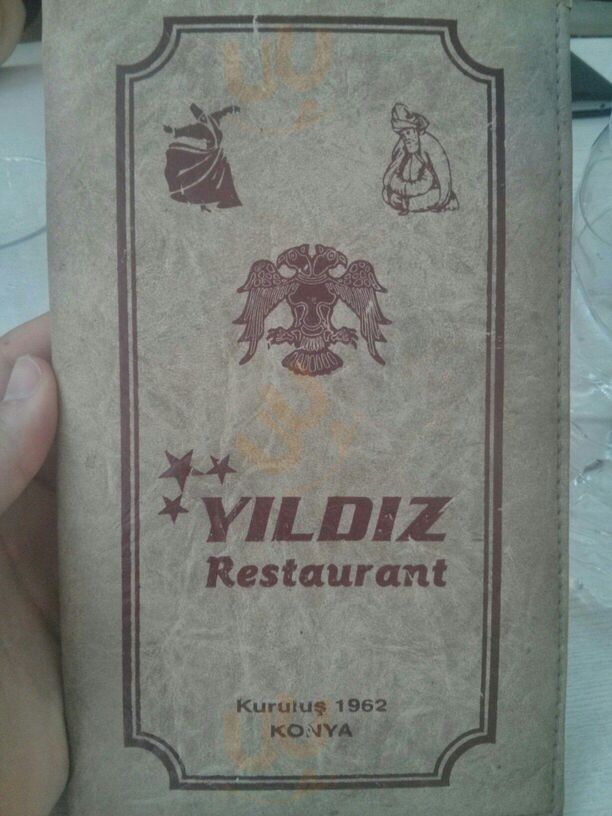 YILDIZ
Restaurant
Kuruluş 1962
KONYA